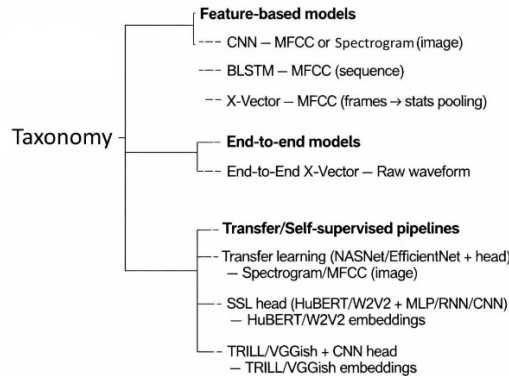 Feature-based models
CNN – MFCC or Spectrogram (image)
BLSTM – MFCC (sequence)
X-Vector – MFCC (frames → stats pooling)
Taxonomy
End-to-end models
End-to-End X-Vector – Raw waveform
Transfer/Self-supervised pipelines
Transfer learning (NASNet/EfficientNet + head)
– Spectrogram/MFCC (image)
SSL head (HuBERT/W2V2 + MLP/RNN/CNN)
– HuBERT/W2V2 embeddings
TRILL/VGGish + CNN head
– TRILL/VGGish embeddings